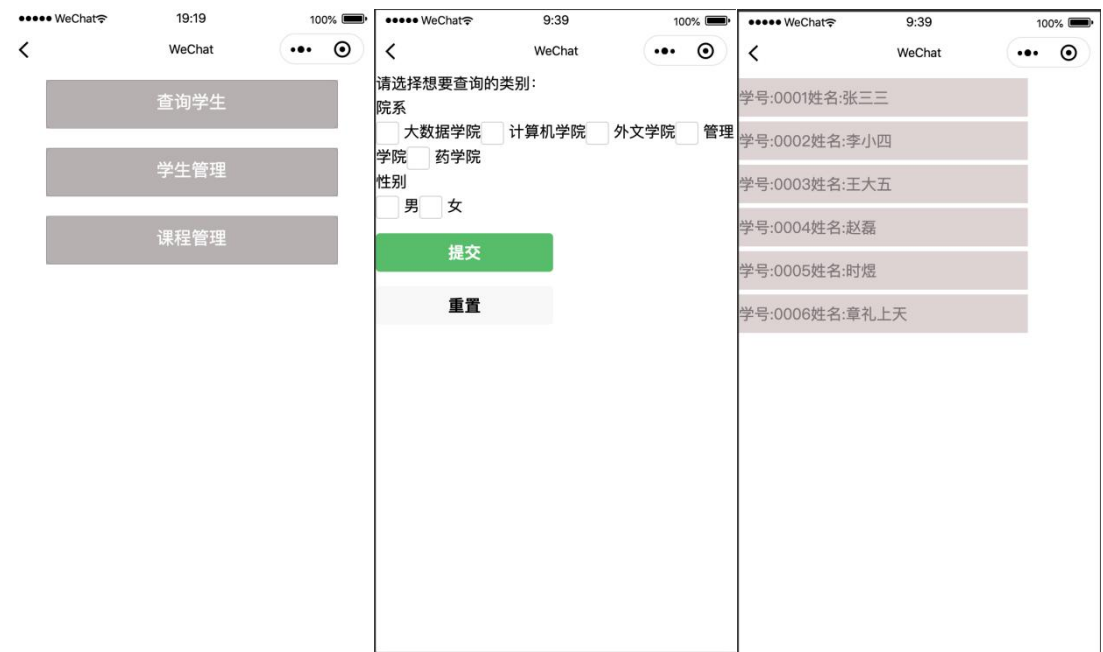 WeChat
19:19
100%
WeChat
查询学生
学生管理
课程管理
WeChat
9:39
100%
WeChat
请选择想要查询的类别:
院系
大数据学院 计算机学院 外文学院 管理
学院 药学院
性别
男 女
提交
重置
WeChat
9:39
100%
WeChat
学号:0001姓名:张三三
学号:0002姓名:李小四
学号:0003姓名:王大五
学号:0004姓名:赵磊
学号:0005姓名:时煜
学号:0006姓名:章礼上天